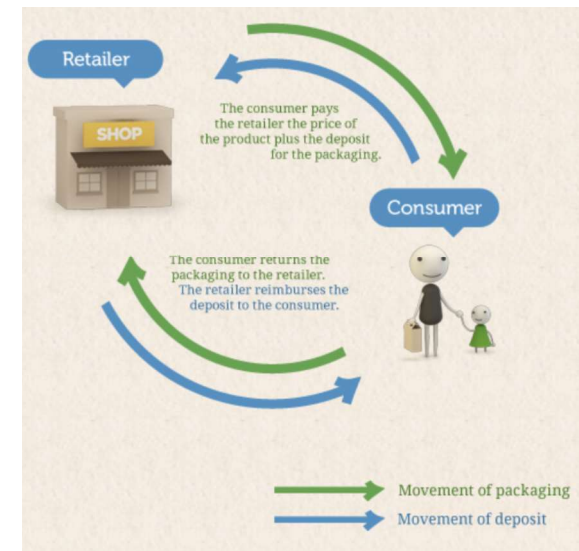 Retailer
SHOP
The consumer pays
the retailer the price of
the product plus the deposit
for the packaging.
Consumer
The consumer returns the
packaging to the retailer.
The retailer reimburses the
deposit to the consumer.
Movement of packaging
Movement of deposit